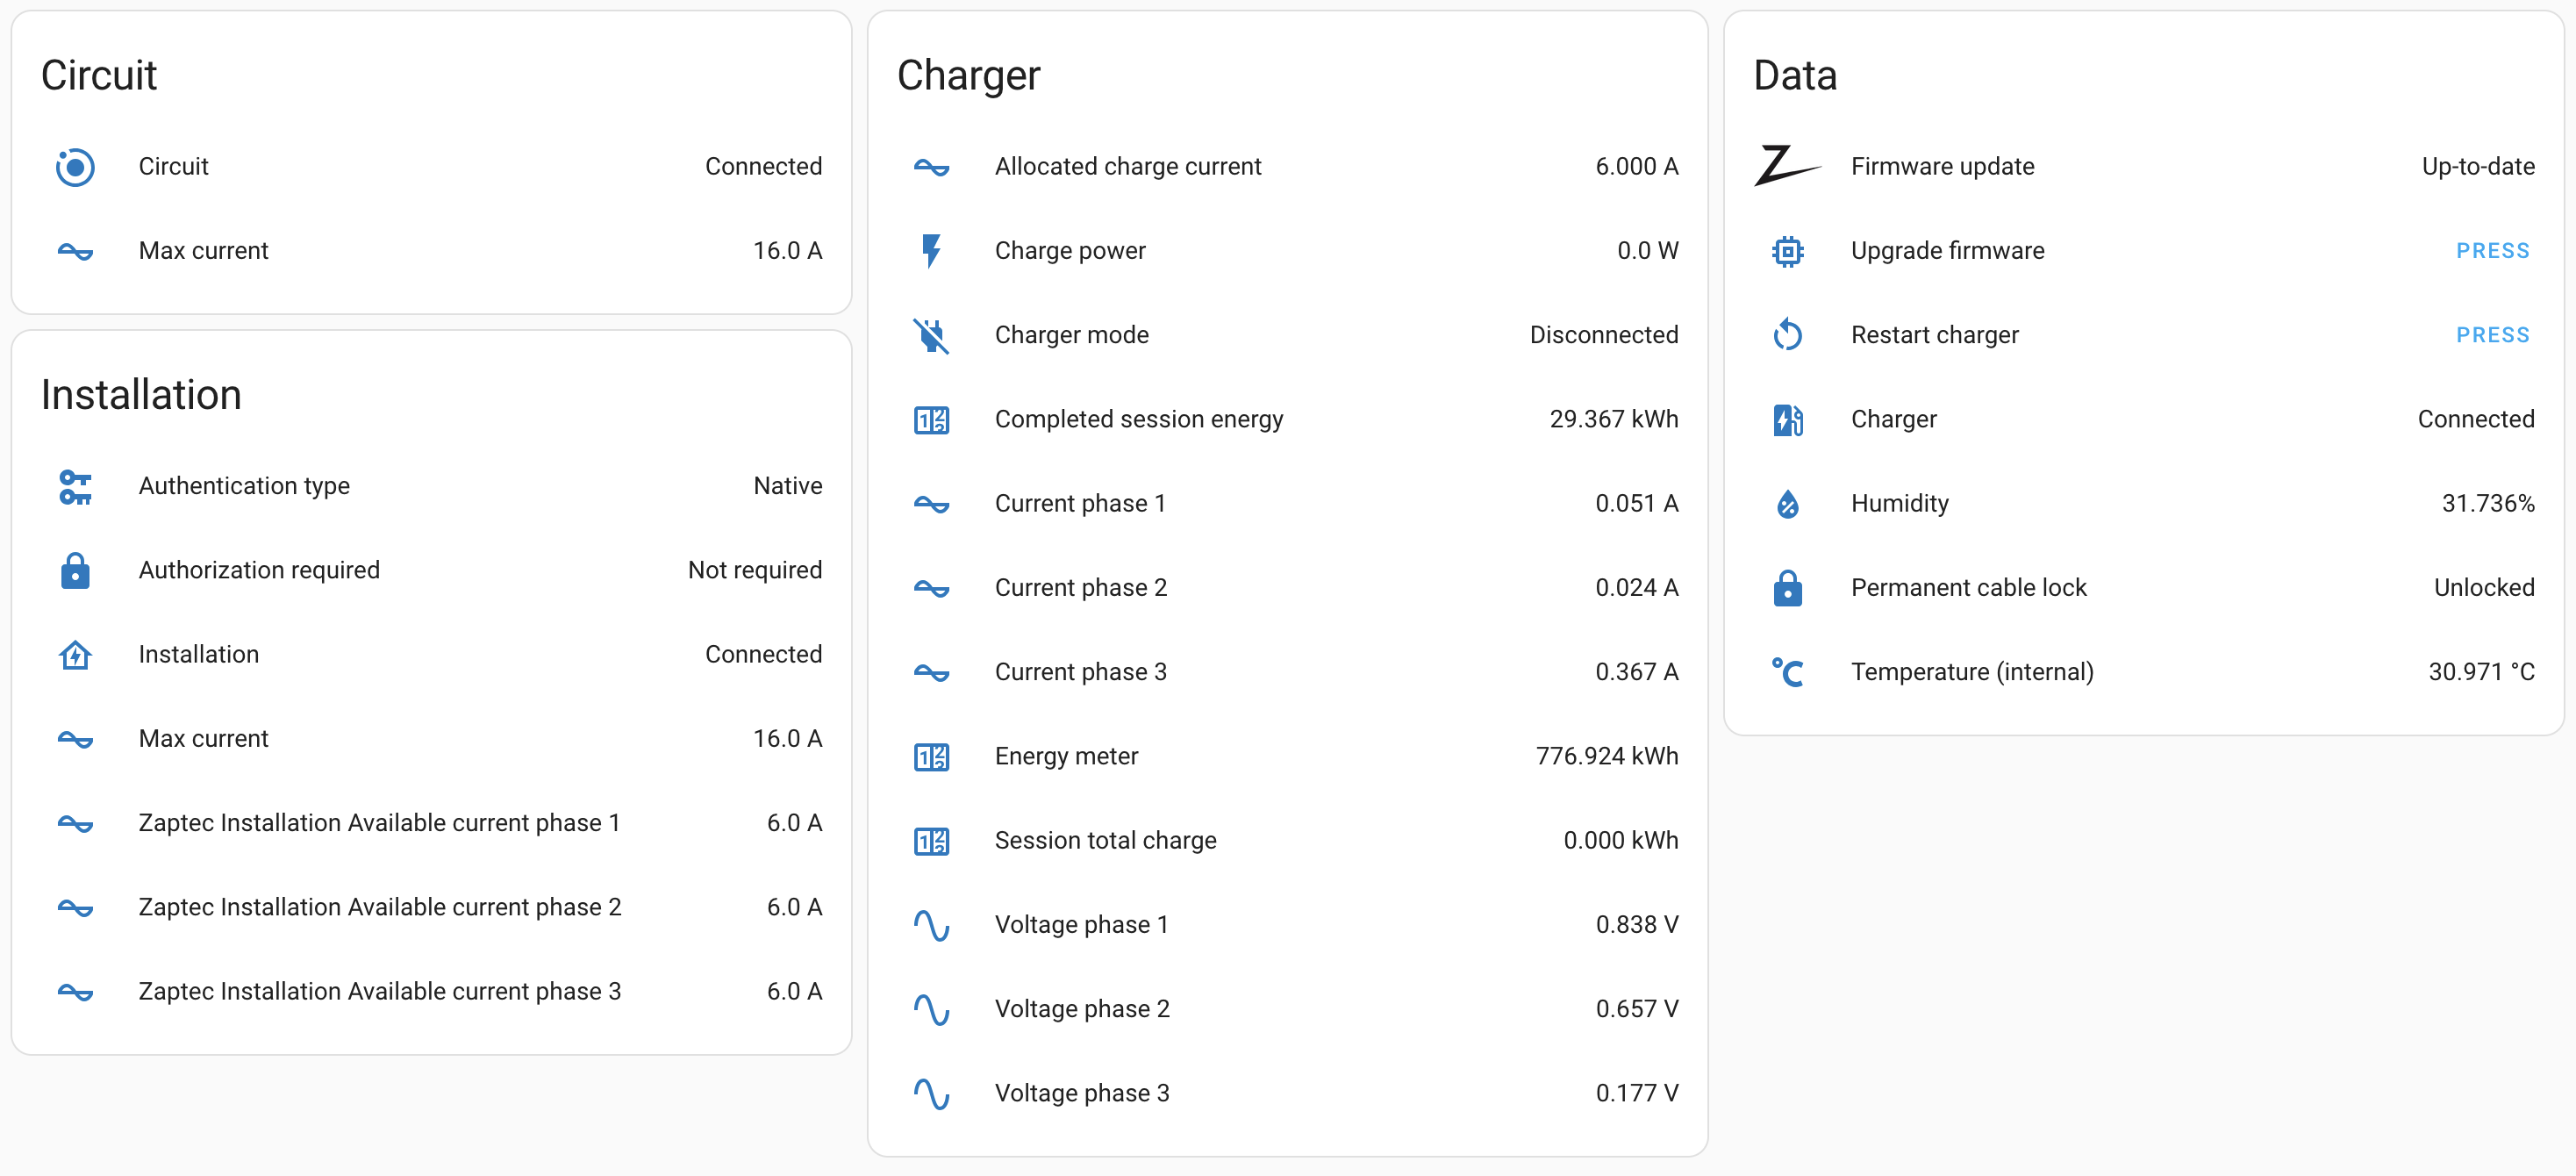 Circuit
Circuit Connected
Max current 16.0 A
Installation
Authentication type Native
Authorization required Not required
Installation Connected
Max current 16.0 A
Zaptec Installation Available current phase 1 6.0 A
Zaptec Installation Available current phase 2 6.0 A
Zaptec Installation Available current phase 3 6.0 A
Charger
Allocated charge current 6.000 A
Charge power 0.0 W
Charger mode Disconnected
Completed session energy 29.367 kWh
Current phase 1 0.051 A
Current phase 2 0.024 A
Current phase 3 0.367 A
Energy meter 776.924 kWh
Session total charge 0.000 kWh
Voltage phase 1 0.838 V
Voltage phase 2 0.657 V
Voltage phase 3 0.177 V
Data
Firmware update Up-to-date
Upgrade firmware PRESS
Restart charger PRESS
Charger Connected
Humidity 31.736%
Permanent cable lock Unlocked
Temperature (internal) 30.971 °C